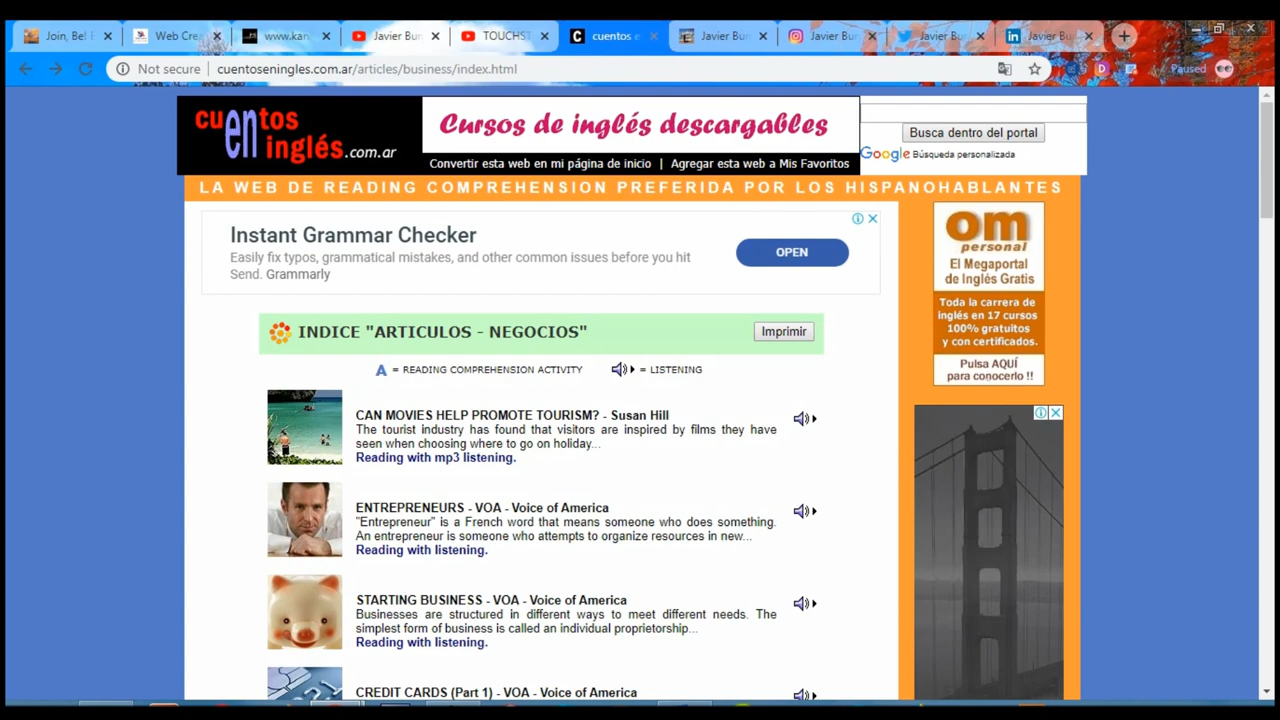 Join, Be!
Web Crea
www.kan
Javier Bur
TOUCHST
cuentos e
Javier Bur
Javier Bur
Javier Bu
Javier Bu
Not secure
cuentoseningles.com.ar/articles/business/index.html
Paused
cuentos
en
inglés.com.ar
Cursos de inglés descargables
Convertir esta web en mi página de inicio | Agregar esta web a Mis Favoritos
Busca dentro del portal
Google Búsqueda personalizada
LA WEB DE READING COMPREHENSION PREFERIDA POR LOS HISPANOHABLANTES
Instant Grammar Checker
Easily fix typos, grammatical mistakes, and other common issues before you hit
Send. Grammarly
OPEN
om
personal
El Megaportal
de Inglés Gratis
Toda la carrera de
inglés en 17 cursos
100% gratuitos
y con certificados.
Pulsa AQUÍ
para conocerlo !!
INDICE "ARTICULOS - NEGOCIOS"
Imprimir
A = READING COMPREHENSION ACTIVITY
= LISTENING
CAN MOVIES HELP PROMOTE TOURISM? - Susan Hill
The tourist industry has found that visitors are inspired by films they have
seen when choosing where to go on holiday...
Reading with mp3 listening.
ENTREPRENEURS - VOA - Voice of America
"Entrepreneur" is a French word that means someone who does something.
An entrepreneur is someone who attempts to organize resources in new...
Reading with listening.
STARTING BUSINESS - VOA - Voice of America
Businesses are structured in different ways to meet different needs. The
simplest form of business is called an individual proprietorship...
Reading with listening.
CREDIT CARDS (Part 1) - VOA - Voice of America